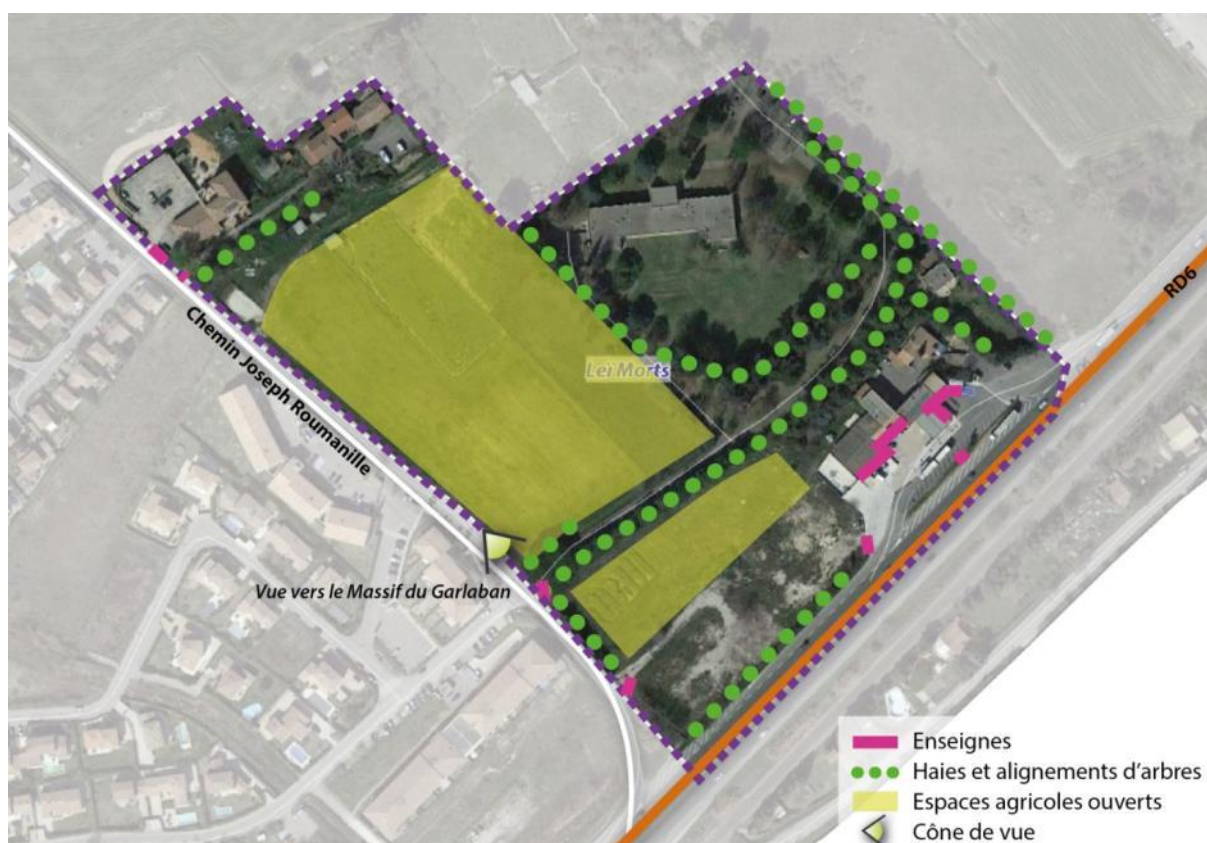 RD6
Chemin Joseph Roumanille
Leï Morts
Vue vers le Massif du Garlaban
Enseignes
Haies et alignements d'arbres
Espaces agricoles ouverts
Cône de vue